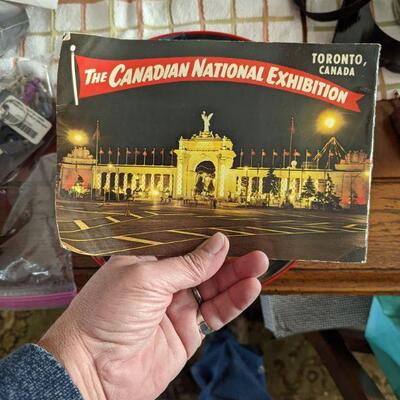 THE CANADIAN NATIONAL EXHIBITION
TORONTO,
CANADA